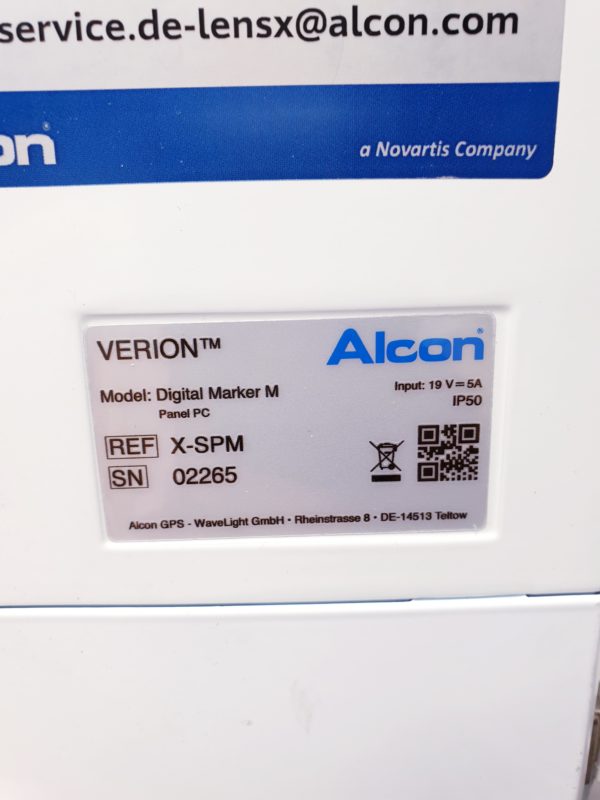 service.de-lensx@alcon.com
on
a Novartis Company
VERION™
Alcon®
Model: Digital Marker M
Panel PC
Input: 19 V = 5A
IP50
REF X-SPM
SN 02265
Alcon GPS - WaveLight GmbH • Rheinstrasse 8 • DE-14513 Teltow